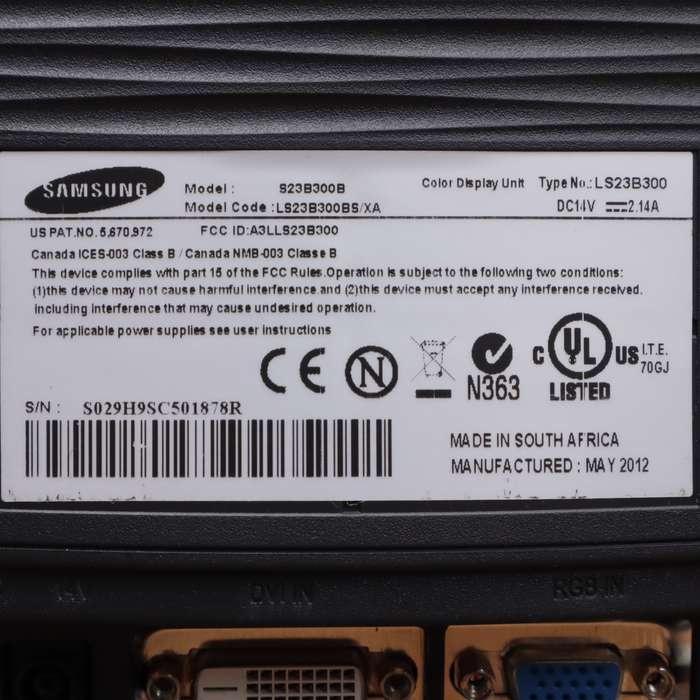 SAMSUNG
Model : S23B300B Color Display Unit Type No.: LS23B300
Model Code : LS23B300BS/XA DC14V 2.14A
US PAT.NO. 5,670,972 FCC ID:A3LLS23B300
Canada ICES-003 Class B / Canada NMB-003 Classe B
This device complies with part 15 of the FCC Rules.Operation is subject to the following two conditions:
(1)this device may not cause harmful interference.and (2)this device must accept any interference received.
including interference that may cause undesired operation.
For applicable power supplies see user instructions
CE N N363 C UL US LISTED I.T.E. 70GJ
S/N : S029H9SC501878R
MADE IN SOUTH AFRICA
MANUFACTURED : MAY 2012
DVI IN RGB IN